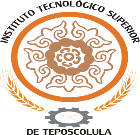 INSTITUTO TECNOLÓGICO SUPERIOR
DE TEPOSCOLULA